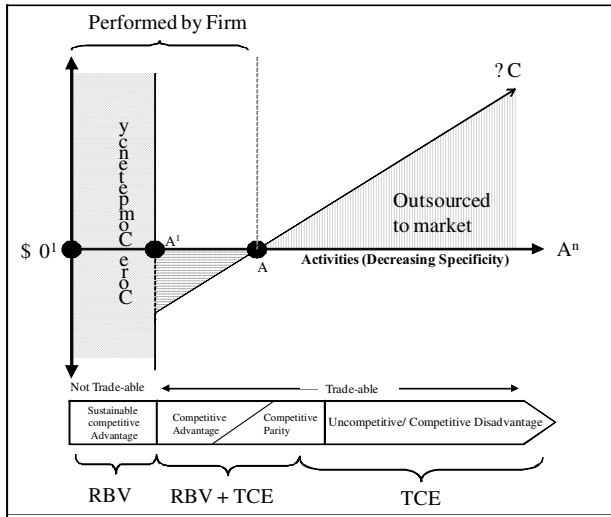 Performed by Firm
? C
Core Competency
Outsourced
to market
$ 0¹
A¹
A
Activities (Decreasing Specificity)
Aⁿ
Not Trade-able
Trade-able
Sustainable
competitive
Advantage
Competitive
Advantage
Competitive
Parity
Uncompetitive/ Competitive Disadvantage
RBV
RBV + TCE
TCE